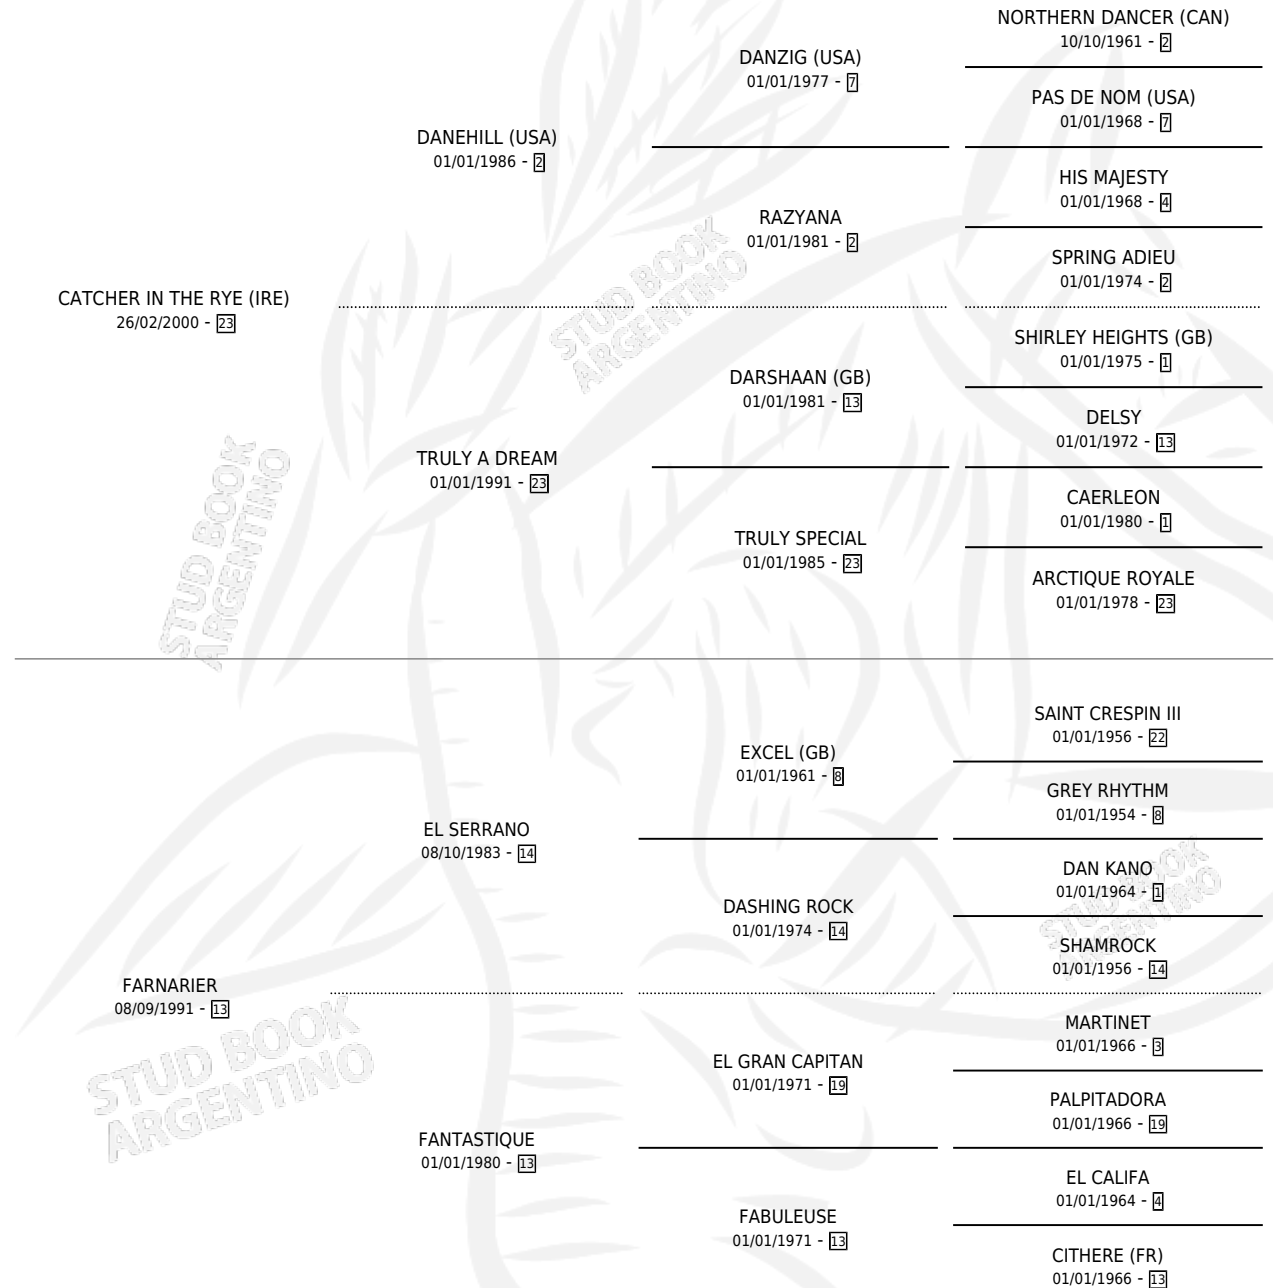 NORTHERN DANCER (CAN)
10/10/1961 - 2
DANZIG (USA)
01/01/1977 - 7
PAS DE NOM (USA)
01/01/1968 - 7
DANEHILL (USA)
01/01/1986 - 2
HIS MAJESTY
01/01/1968 - 4
RAZYANA
01/01/1981 - 2
SPRING ADIEU
01/01/1974 - 2
CATCHER IN THE RYE (IRE)
26/02/2000 - 23
SHIRLEY HEIGHTS (GB)
01/01/1975 - 1
DARSHAAN (GB)
01/01/1981 - 13
DELSY
01/01/1972 - 13
TRULY A DREAM
01/01/1991 - 23
CAERLEON
01/01/1980 - 1
TRULY SPECIAL
01/01/1985 - 23
ARCTIQUE ROYALE
01/01/1978 - 23
STUD BOOK
ARGENTINO
STUD BOOK
ARGENTINO
SAINT CRESPIN III
01/01/1956 - 22
EXCEL (GB)
01/01/1961 - 8
GREY RHYTHM
01/01/1954 - 8
EL SERRANO
08/10/1983 - 14
DAN KANO
01/01/1964 - 1
DASHING ROCK
01/01/1974 - 14
SHAMROCK
01/01/1956 - 14
STUD BOOK
ARGENTINO
FARNARIER
08/09/1991 - 13
MARTINET
01/01/1966 - 3
EL GRAN CAPITAN
01/01/1971 - 19
PALPITADORA
01/01/1966 - 19
STUD BOOK
ARGENTINO
FANTASTIQUE
01/01/1980 - 13
EL CALIFA
01/01/1964 - 4
FABULEUSE
01/01/1971 - 13
CITHERE (FR)
01/01/1966 - 13